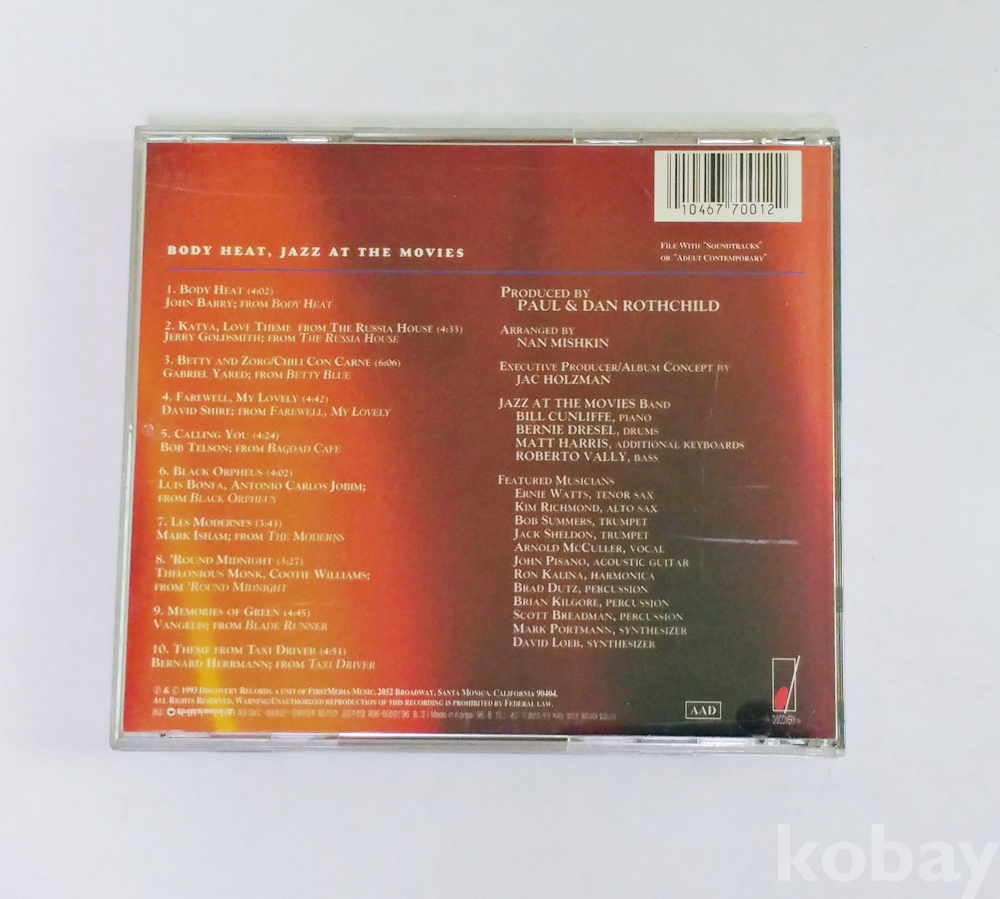 10467 70012
BODY HEAT, JAZZ AT THE MOVIES
FILE WITH "SOUNDTRACKS"
OR "ADULT CONTEMPORARY"
1. BODY HEAT (4:02)
JOHN BARRY; FROM BODY HEAT
2. KATYA, LOVE THEME FROM THE RUSSIA HOUSE (4:33)
JERRY GOLDSMITH; FROM THE RUSSIA HOUSE
3. BETTY AND ZORG/CHILI CON CARNE (6:06)
GABRIEL YARED; FROM BETTY BLUE
4. FAREWELL, MY LOVELY (4:42)
DAVID SHIRE; FROM FAREWELL, MY LOVELY
5. CALLING YOU (4:24)
BOB TELSON; FROM BAGDAD CAFE
6. BLACK ORPHEUS (4:02)
LUIS BONFA, ANTONIO CARLOS JOBIM;
FROM BLACK ORPHEUS
7. LES MODERNES (3:43)
MARK ISHAM; FROM THE MODERNS
8. 'ROUND MIDNIGHT (3:27)
THELONIOUS MONK, COOTIE WILLIAMS;
FROM 'ROUND MIDNIGHT
9. MEMORIES OF GREEN (4:45)
VANGELIS; FROM BLADE RUNNER
10. THEME FROM TAXI DRIVER (4:51)
BERNARD HERRMANN; FROM TAXI DRIVER
PRODUCED BY
PAUL & DAN ROTHCHILD
ARRANGED BY
NAN MISHKIN
EXECUTIVE PRODUCER/ALBUM CONCEPT BY
JAC HOLZMAN
JAZZ AT THE MOVIES BAND
BILL CUNLIFFE, PIANO
BERNIE DRESEL, DRUMS
MATT HARRIS, ADDITIONAL KEYBOARDS
ROBERTO VALLY, BASS
FEATURED MUSICIANS
ERNIE WATTS, TENOR SAX
KIM RICHMOND, ALTO SAX
BOB SUMMERS, TRUMPET
JACK SHELDON, TRUMPET
ARNOLD MCCULLER, VOCAL
JOHN PISANO, ACOUSTIC GUITAR
RON KALINA, HARMONICA
BRAD DUTZ, PERCUSSION
BRIAN KILGORE, PERCUSSION
SCOTT BREADMAN, PERCUSSION
MARK PORTMANN, SYNTHESIZER
DAVID LOEB, SYNTHESIZER
℗ & © 1993 DISCOVERY RECORDS, A UNIT OF FIRSTMEDIA MUSIC; 2052 BROADWAY, SANTA MONICA, CALIFORNIA 90404.
ALL RIGHTS RESERVED. WARNING: UNAUTHORIZED REPRODUCTION OF THIS RECORDING IS PROHIBITED BY FEDERAL LAW.
Made in Korea
AAD
DISCOVERY
kobay